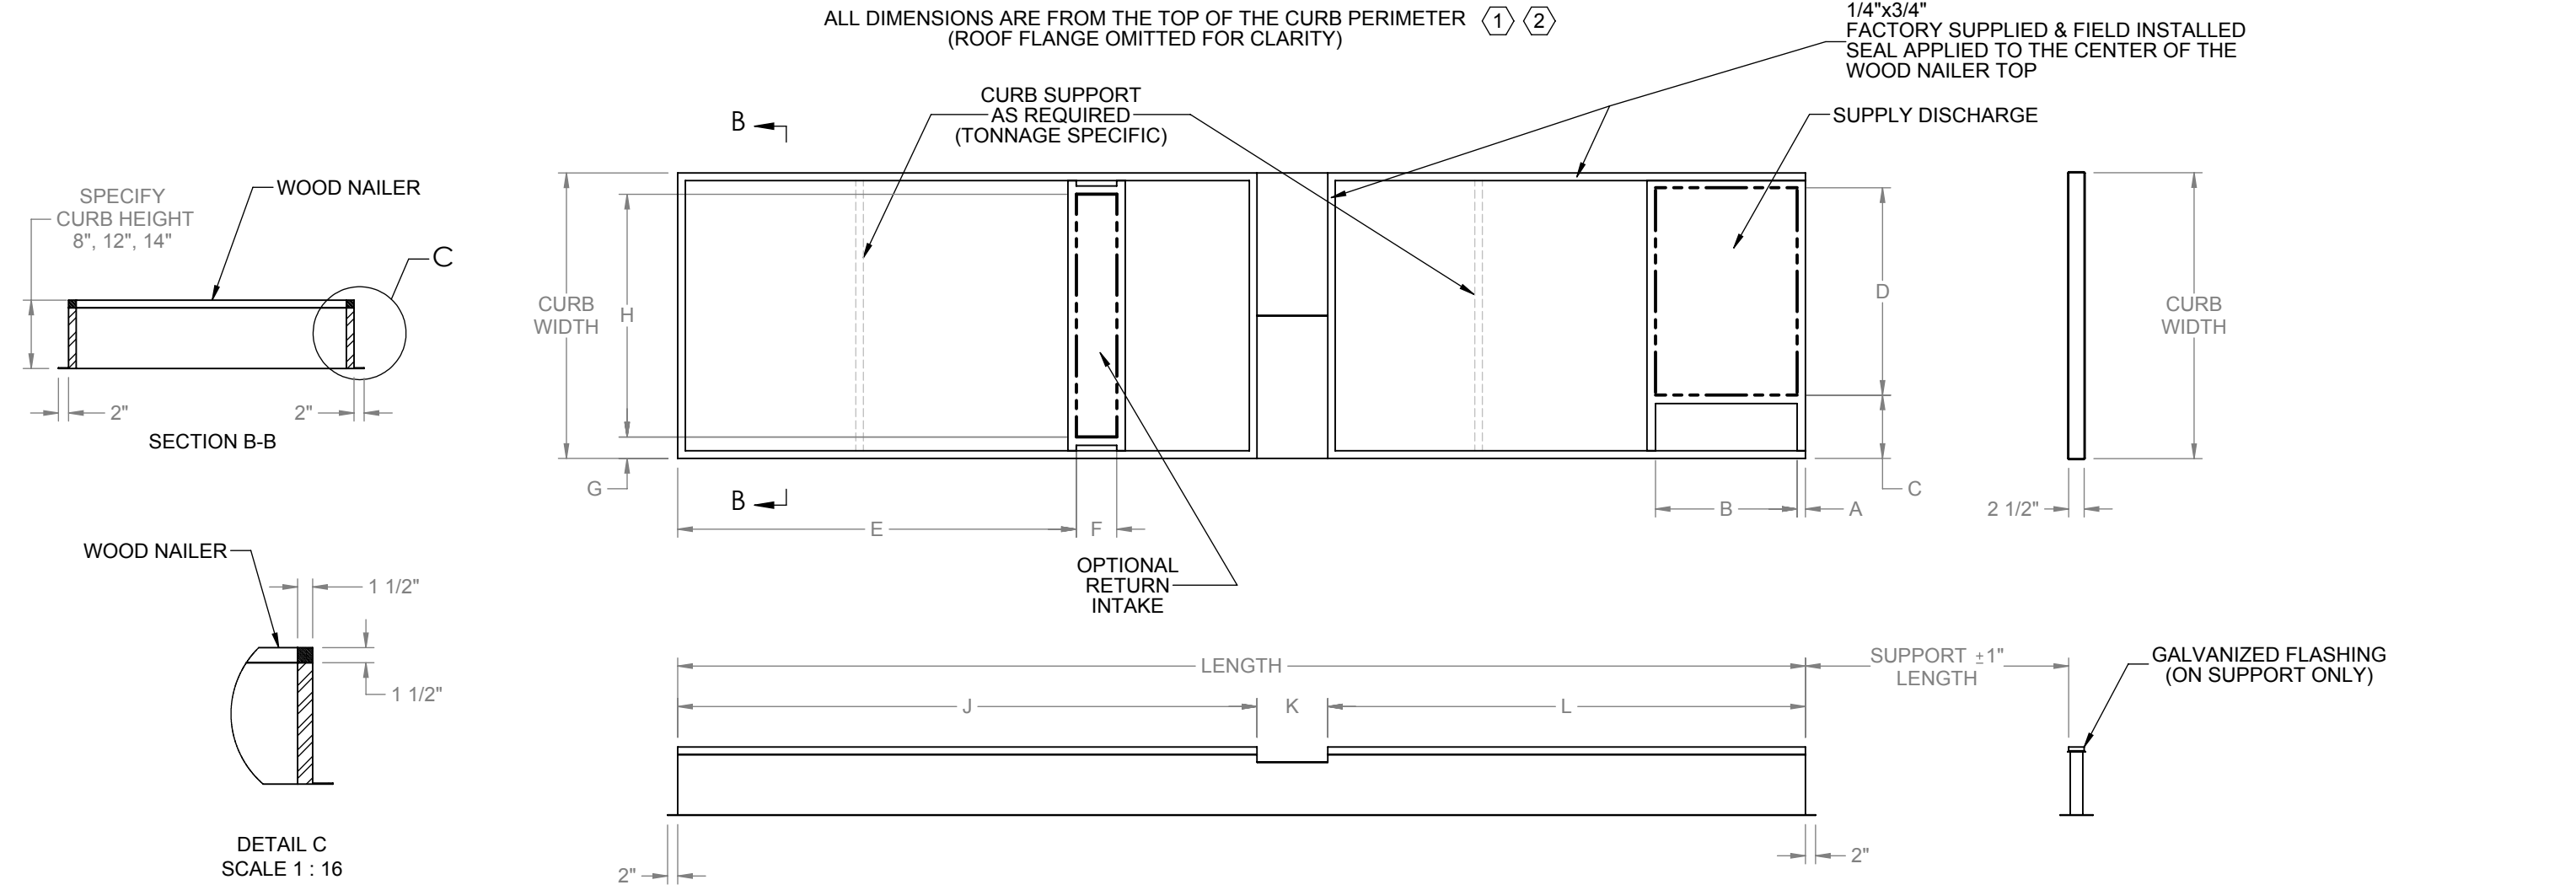 ALL DIMENSIONS ARE FROM THE TOP OF THE CURB PERIMETER 1 2
(ROOF FLANGE OMITTED FOR CLARITY)
1/4"x3/4"
FACTORY SUPPLIED & FIELD INSTALLED
SEAL APPLIED TO THE CENTER OF THE
WOOD NAILER TOP
CURB SUPPORT
AS REQUIRED
(TONNAGE SPECIFIC)
SUPPLY DISCHARGE
B
SPECIFY
CURB HEIGHT
8", 12", 14"
WOOD NAILER
C
2"
2"
SECTION B-B
CURB
WIDTH
H
G
B
E
F
OPTIONAL
RETURN
INTAKE
D
C
B
A
CURB
WIDTH
2 1/2"
WOOD NAILER
1 1/2"
1 1/2"
DETAIL C
SCALE 1 : 16
LENGTH
SUPPORT ±1"
LENGTH
GALVANIZED FLASHING
(ON SUPPORT ONLY)
J
K
L
2"
2"